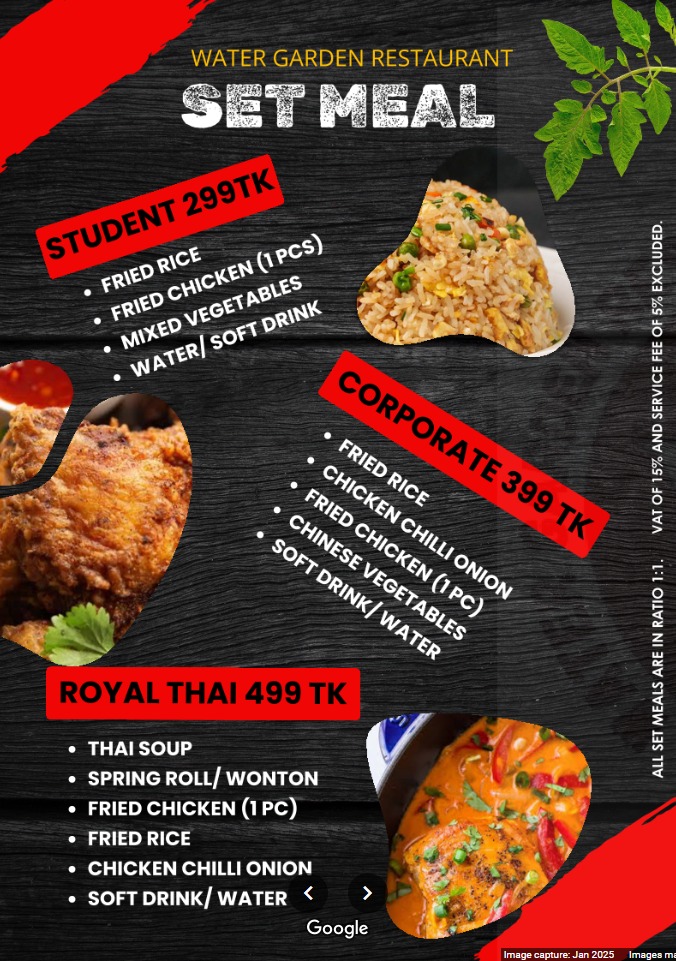 WATER GARDEN RESTAURANT
SET MEAL
STUDENT 299TK
• FRIED RICE
• FRIED CHICKEN (1 PCS)
• MIXED VEGETABLES
• WATER/ SOFT DRINK
CORPORATE 399 TK
• FRIED RICE
• CHICKEN CHILLI ONION
• FRIED CHICKEN (1 PC)
• CHINESE VEGETABLES
• SOFT DRINK/ WATER
ROYAL THAI 499 TK
• THAI SOUP
• SPRING ROLL/ WONTON
• FRIED CHICKEN (1 PC)
• FRIED RICE
• CHICKEN CHILLI ONION
• SOFT DRINK/ WATER
ALL SET MEALS ARE IN RATIO 1:1. VAT OF 15% AND SERVICE FEE OF 5% EXCLUDED.
Google
Image capture: Jan 2025 Images ma